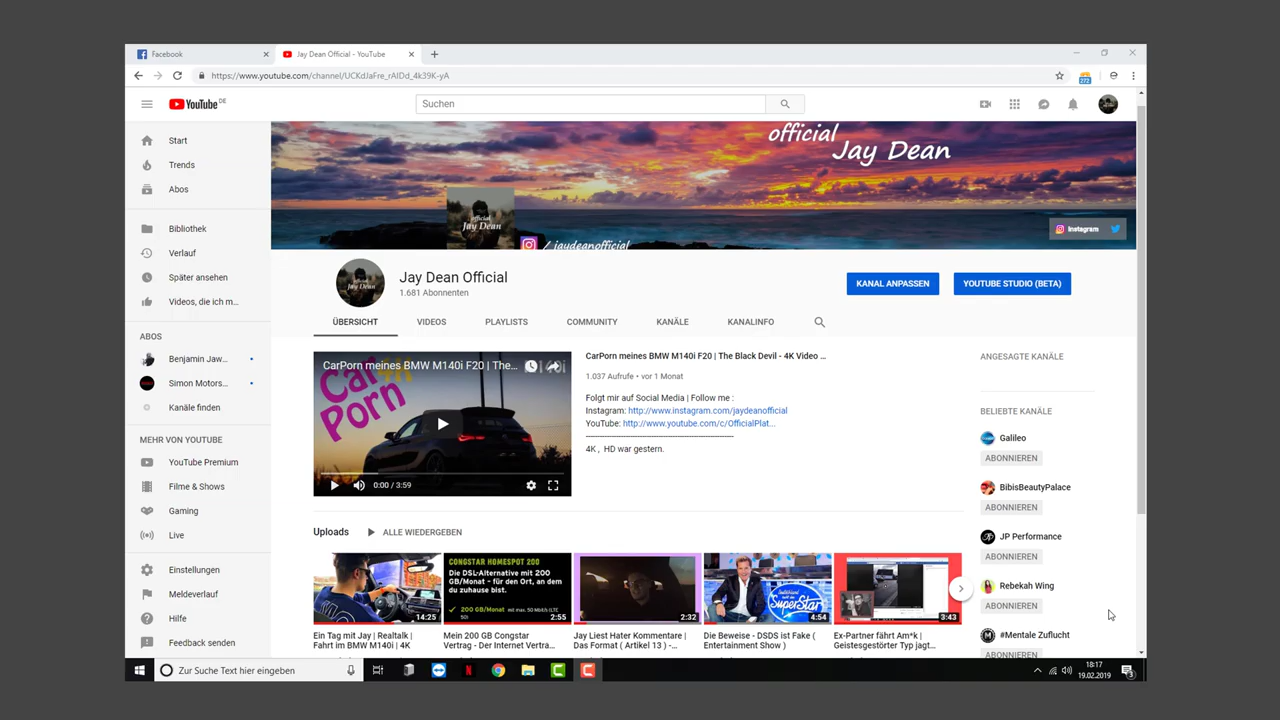 Facebook
Jay Dean Official - YouTube
https://www.youtube.com/channel/UCKdJaFre_rAIDd_4k39K-yA
272
YouTube DE
Suchen
Start
Trends
Abos
Bibliothek
Verlauf
Später ansehen
Videos, die ich m...
ABOS
Benjamin Jaw...
Simon Motors...
Kanäle finden
MEHR VON YOUTUBE
YouTube Premium
Filme & Shows
Gaming
Live
Einstellungen
Meldeverlauf
Hilfe
Feedback senden
official
Jay Dean
official
Jay Dean
/ jaydeanofficial
Instagram
Jay Dean Official
1.681 Abonnenten
KANAL ANPASSEN
YOUTUBE STUDIO (BETA)
ÜBERSICHT
VIDEOS
PLAYLISTS
COMMUNITY
KANÄLE
KANALINFO
CarPorn meines BMW M140i F20 | The...
Car
Porn
0:00 / 3:59
CarPorn meines BMW M140i F20 | The Black Devil - 4K Video ...
1.037 Aufrufe • vor 1 Monat
Folgt mir auf Social Media | Follow me :
Instagram: http://www.instagram.com/jaydeanofficial
YouTube: http://www.youtube.com/c/OfficialPlat...
4K , HD war gestern.
ANGESAGTE KANÄLE
BELIEBTE KANÄLE
Galileo
ABONNIEREN
BibisBeautyPalace
ABONNIEREN
JP Performance
ABONNIEREN
Rebekah Wing
ABONNIEREN
#Mentale Zuflucht
ABONNIEREN
Uploads
ALLE WIEDERGEBEN
14:25
Ein Tag mit Jay | Realtalk |
Fahrt im BMW M140i | 4K
CONGSTAR HOMESPOT 200
Die DSL-Alternative mit 200
GB/Monat - für den Ort, an dem
du zuhause bist.
200 GB/Monat
2:55
Mein 200 GB Congstar
Vertrag - Der Internet Vertra...
2:32
Jay Liest Hater Kommentare |
Das Format ( Artikel 13 ) -...
SUPERSTAR
4:54
Die Beweise - DSDS ist Fake (
Entertainment Show )
3:43
Ex-Partner fährt Am*k |
Geistesgestörter Typ jagt...
Zur Suche Text hier eingeben
18:17
19.02.2019
3